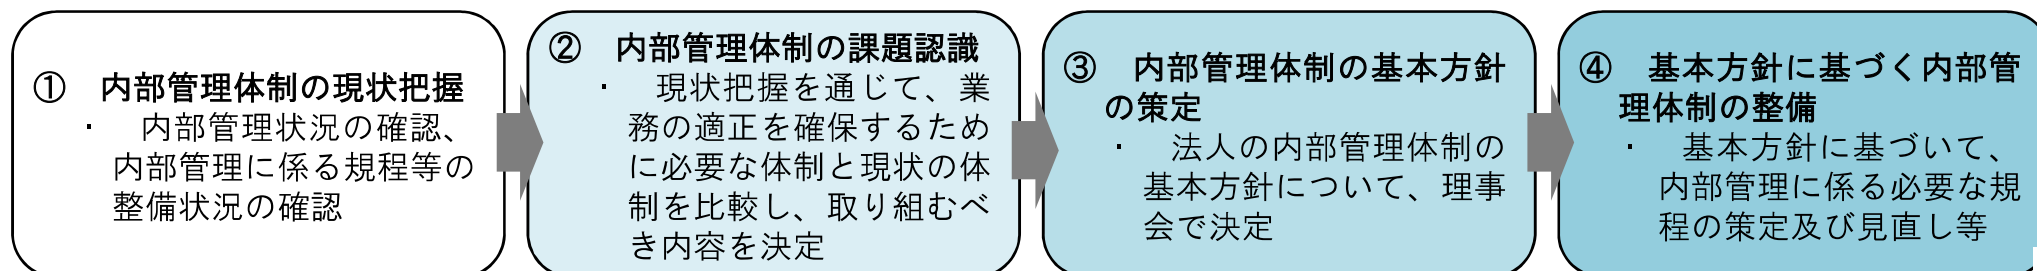 ① 内部管理体制の現状把握
・ 内部管理状況の確認、
内部管理に係る規程等の
整備状況の確認
② 内部管理体制の課題認識
・ 現状把握を通じて、業
務の適正を確保するため
に必要な体制と現状の体
制を比較し、取り組むべ
き内容を決定
③ 内部管理体制の基本方針
の策定
・ 法人の内部管理体制の
基本方針について、理事
会で決定
④ 基本方針に基づく内部管
理体制の整備
・ 基本方針に基づいて、
内部管理に係る必要な規
程の策定及び見直し等